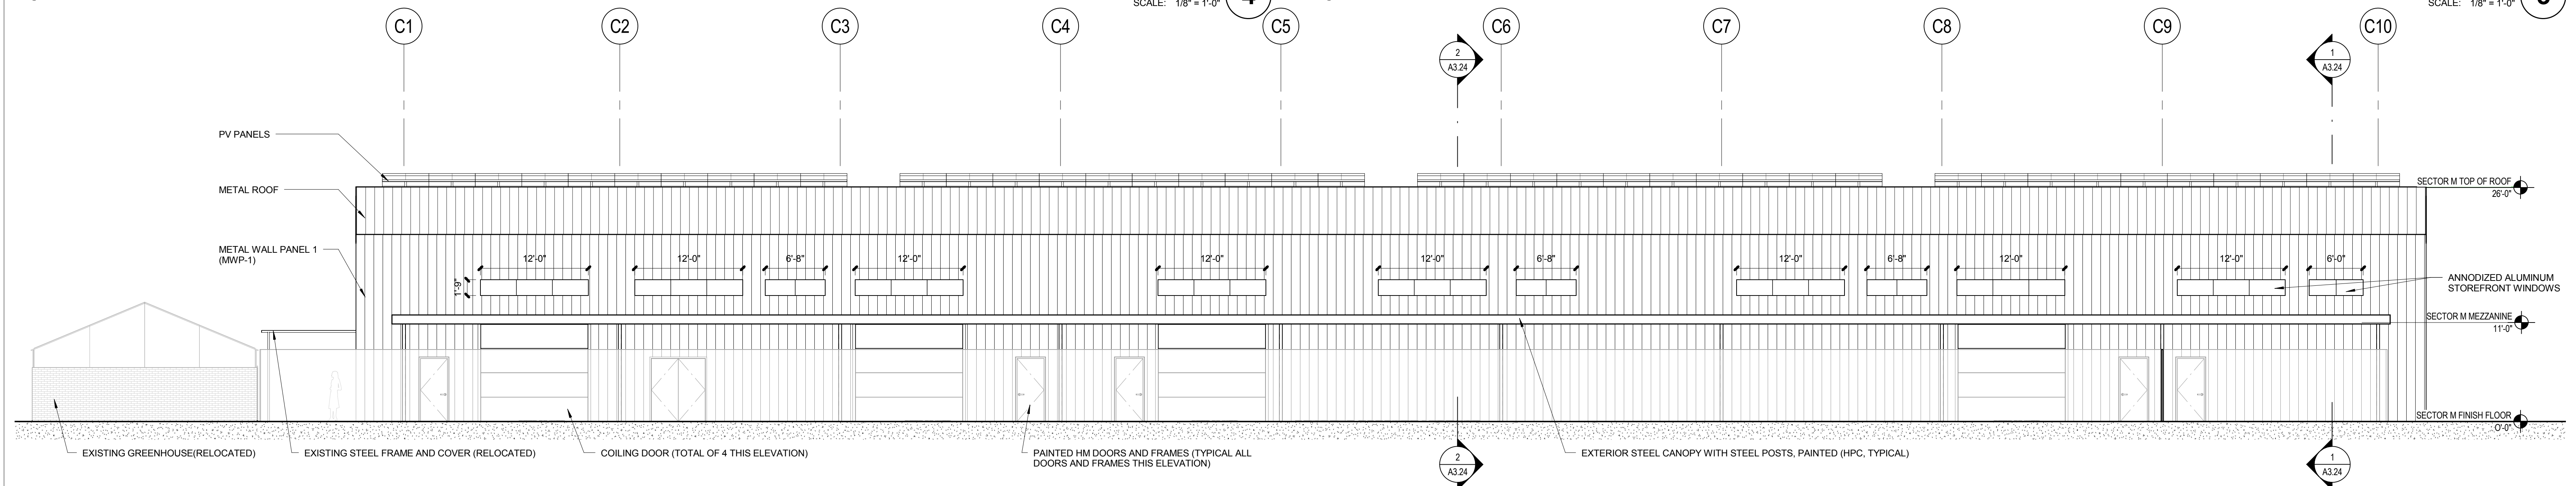 SCALE: 1/8" = 1'-0"
SCALE: 1/8" = 1'-0"
C1 C2 C3 C4 C5 C6 C7 C8 C9 C10
2
A3.24
1
A3.24
PV PANELS
METAL ROOF
SECTOR M TOP OF ROOF
26'-0"
METAL WALL PANEL 1
(MWP-1)
12'-0" 12'-0" 6'-8" 12'-0" 12'-0" 12'-0" 6'-8" 12'-0" 6'-8" 12'-0" 12'-0" 6'-0"
1'-9"
ANNODIZED ALUMINUM
STOREFRONT WINDOWS
SECTOR M MEZZANINE
11'-0"
SECTOR M FINISH FLOOR
O'-0"
EXISTING GREENHOUSE(RELOCATED)
EXISTING STEEL FRAME AND COVER (RELOCATED)
COILING DOOR (TOTAL OF 4 THIS ELEVATION)
PAINTED HM DOORS AND FRAMES (TYPICAL ALL
DOORS AND FRAMES THIS ELEVATION)
EXTERIOR STEEL CANOPY WITH STEEL POSTS, PAINTED (HPC, TYPICAL)
2
A3.24
1
A3.24